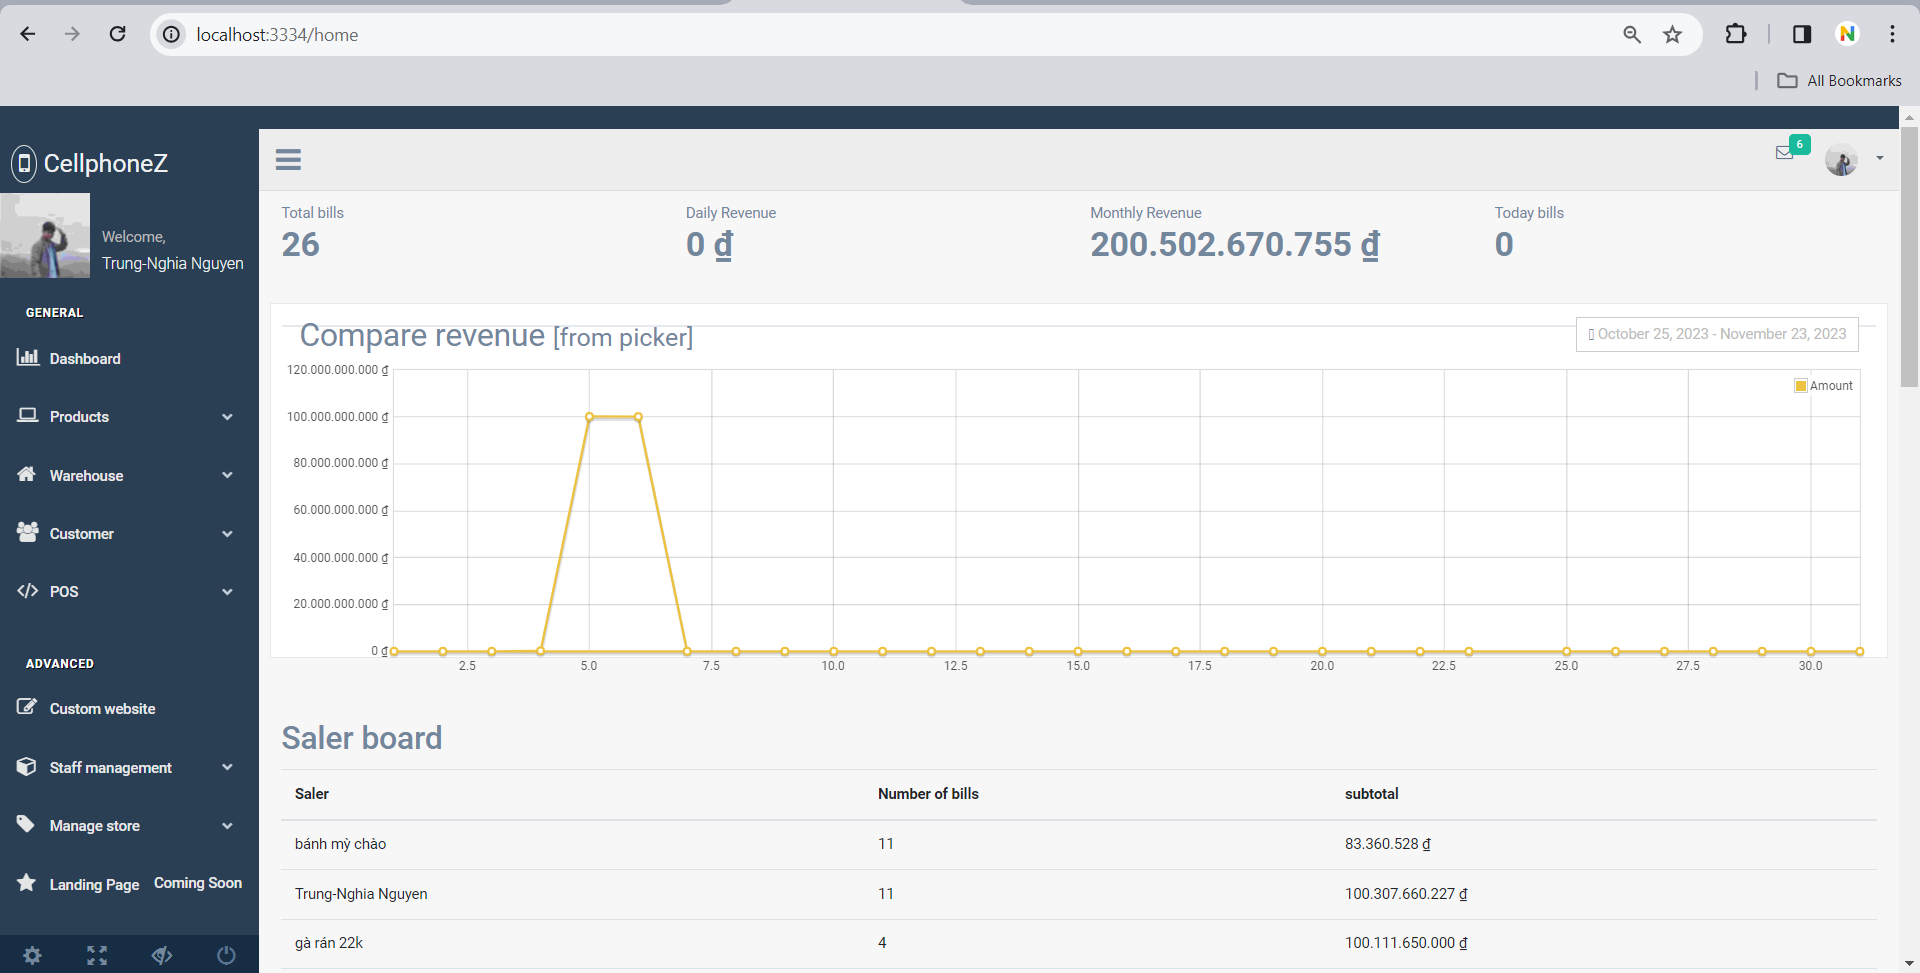 localhost:3334/home
All Bookmarks
CellphoneZ
6
Welcome,
Trung-Nghia Nguyen
GENERAL
Dashboard
Products
Warehouse
Customer
POS
ADVANCED
Custom website
Staff management
Manage store
Landing Page Coming Soon
Total bills
26
Daily Revenue
0 ₫
Monthly Revenue
200.502.670.755 ₫
Today bills
0
Compare revenue [from picker]
October 25, 2023 - November 23, 2023
Amount
120.000.000.000 ₫
100.000.000.000 ₫
80.000.000.000 ₫
60.000.000.000 ₫
40.000.000.000 ₫
20.000.000.000 ₫
0 ₫
2.5 5.0 7.5 10.0 12.5 15.0 17.5 20.0 22.5 25.0 27.5 30.0
Saler board
Saler Number of bills subtotal
bánh mỳ chào 11 83.360.528 ₫
Trung-Nghia Nguyen 11 100.307.660.227 ₫
gà rán 22k 4 100.111.650.000 ₫